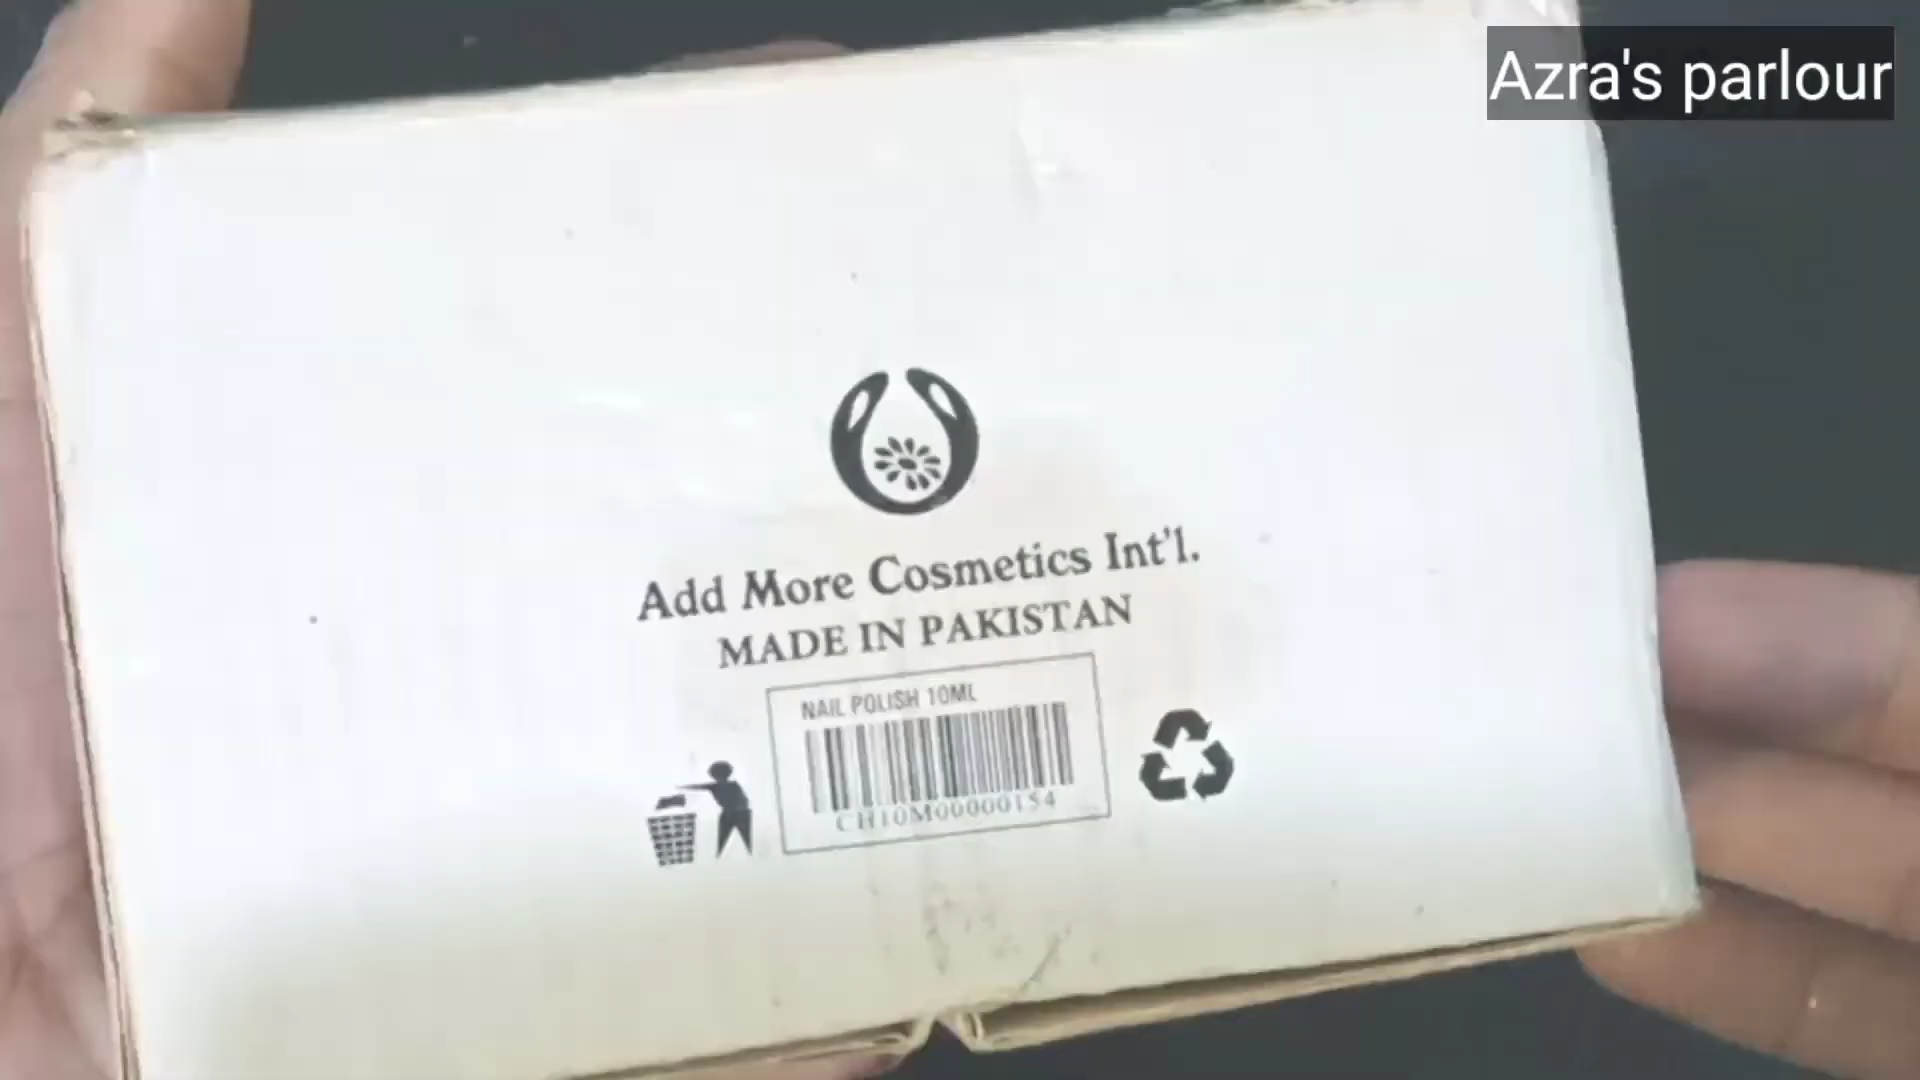 Azra's parlour
Add More Cosmetics Int'l.
MADE IN PAKISTAN
NAIL POLISH 10ML
CH10M00000154